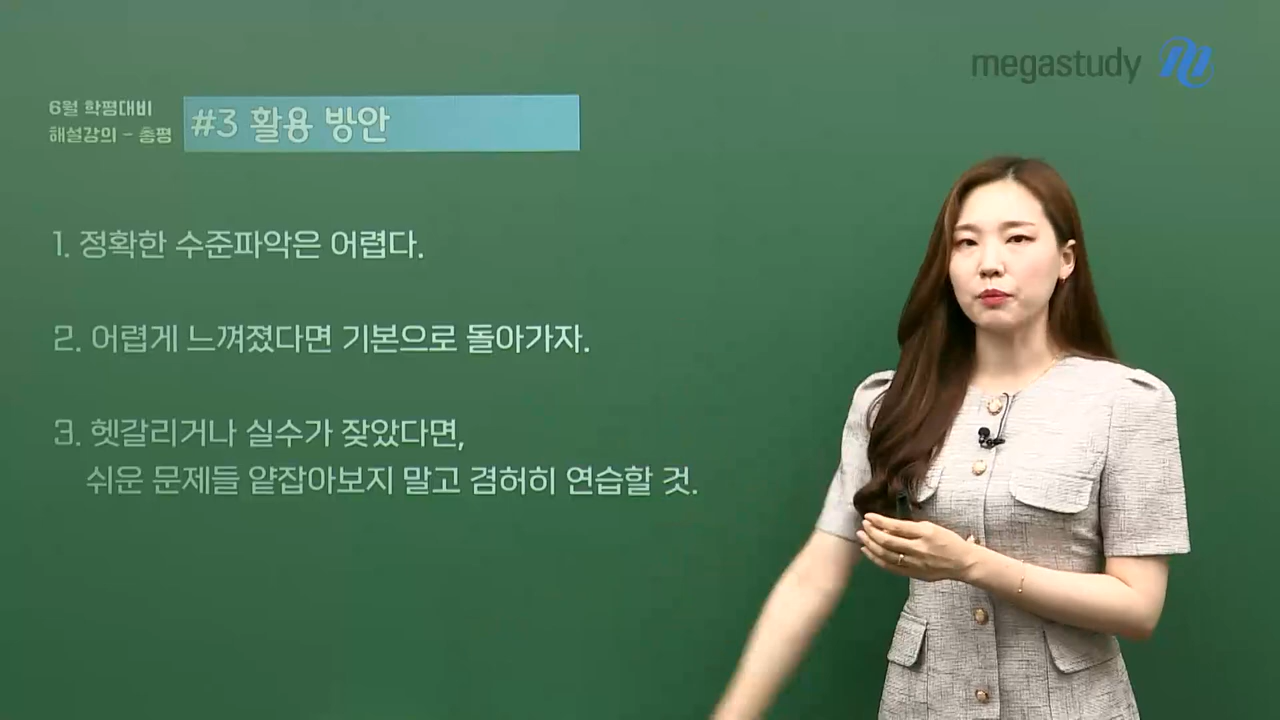 megastudy
6월 학평대비
해설강의 - 총평
#3 활용 방안
1. 정확한 수준파악은 어렵다.
2. 어렵게 느껴졌다면 기본으로 돌아가자.
3. 헷갈리거나 실수가 잦았다면,
쉬운 문제들 얕잡아보지 말고 겸허히 연습할 것.